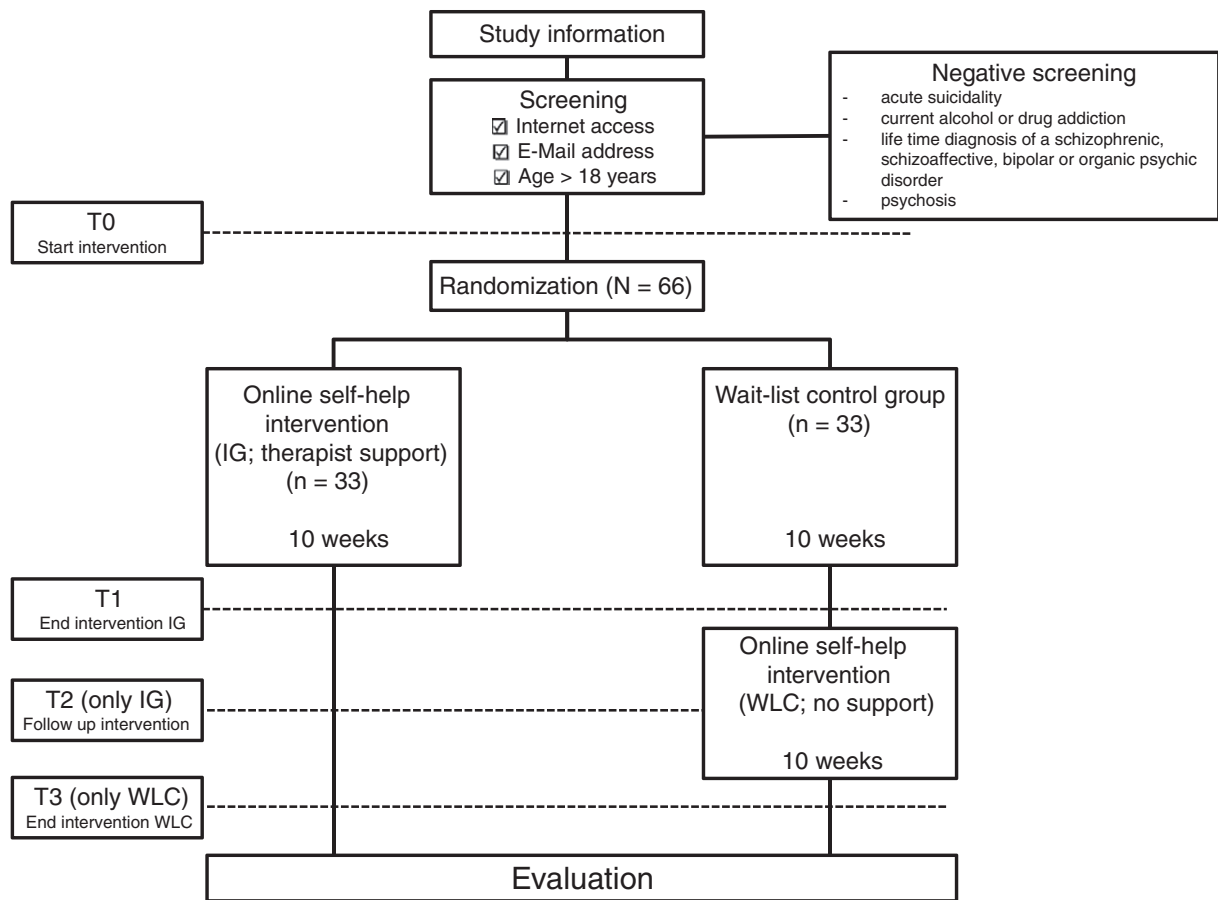 Study information
Screening
☑ Internet access
☑ E-Mail address
☑ Age > 18 years
Negative screening
- acute suicidality
- current alcohol or drug addiction
- life time diagnosis of a schizophrenic,
schizoaffective, bipolar or organic psychic
disorder
- psychosis
T0
Start intervention
Randomization (N = 66)
Online self-help
intervention
(IG; therapist support)
(n = 33)
10 weeks
Wait-list control group
(n = 33)
10 weeks
T1
End intervention IG
Online self-help
intervention
(WLC; no support)
10 weeks
T2 (only IG)
Follow up intervention
T3 (only WLC)
End intervention WLC
Evaluation